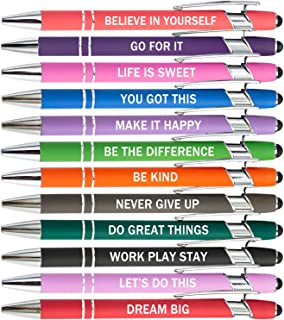 BELIEVE IN YOURSELF
GO FOR IT
LIFE IS SWEET
YOU GOT THIS
MAKE IT HAPPY
BE THE DIFFERENCE
BE KIND
NEVER GIVE UP
DO GREAT THINGS
WORK PLAY STAY
LET'S DO THIS
DREAM BIG